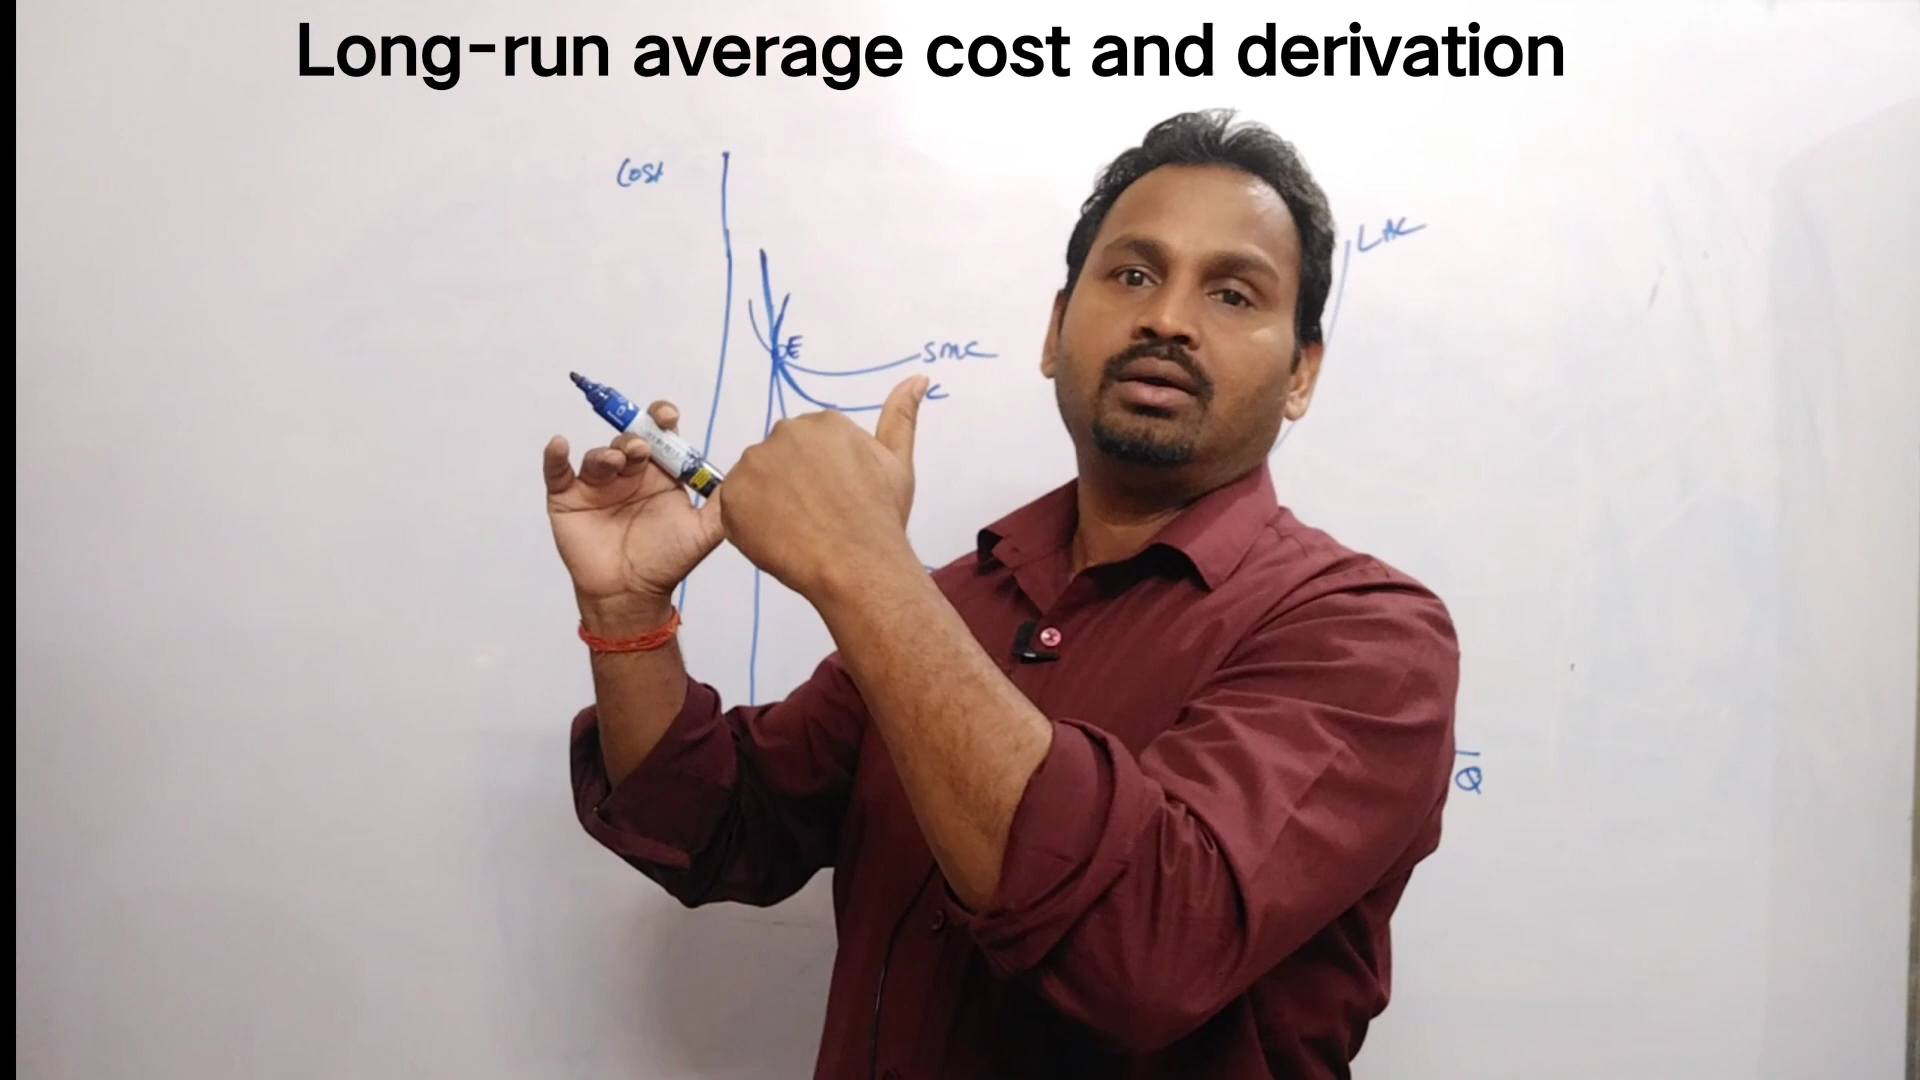 Long-run average cost and derivation
Cost
LAC
E
SMC
C
Q